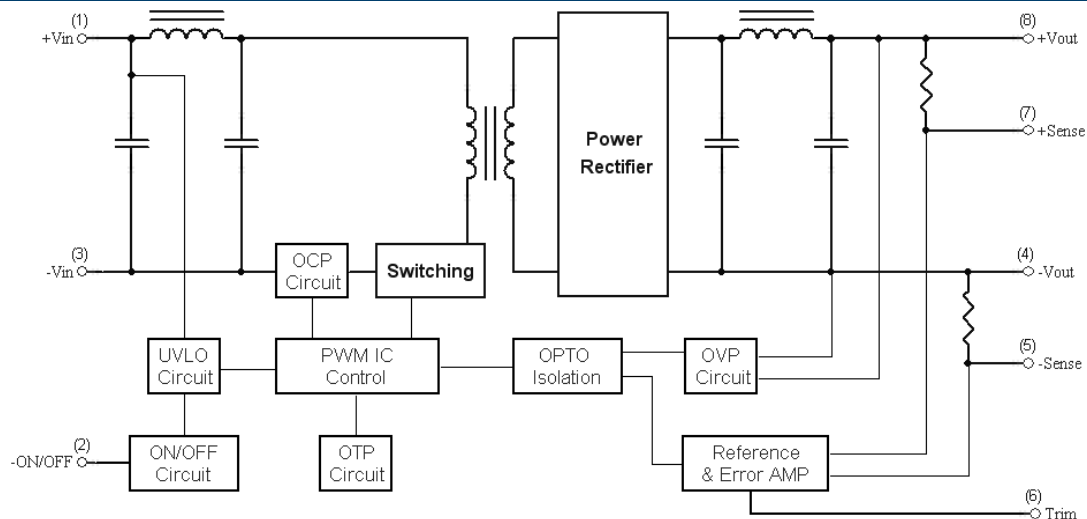 (1)
+Vin
(8)
+Vout
(7)
+Sense
Power
Rectifier
(3)
-Vin
(4)
-Vout
OCP
Circuit
Switching
UVLO
Circuit
PWM IC
Control
OPTO
Isolation
OVP
Circuit
(5)
-Sense
(2)
-ON/OFF
ON/OFF
Circuit
OTP
Circuit
Reference
& Error AMP
(6)
Trim